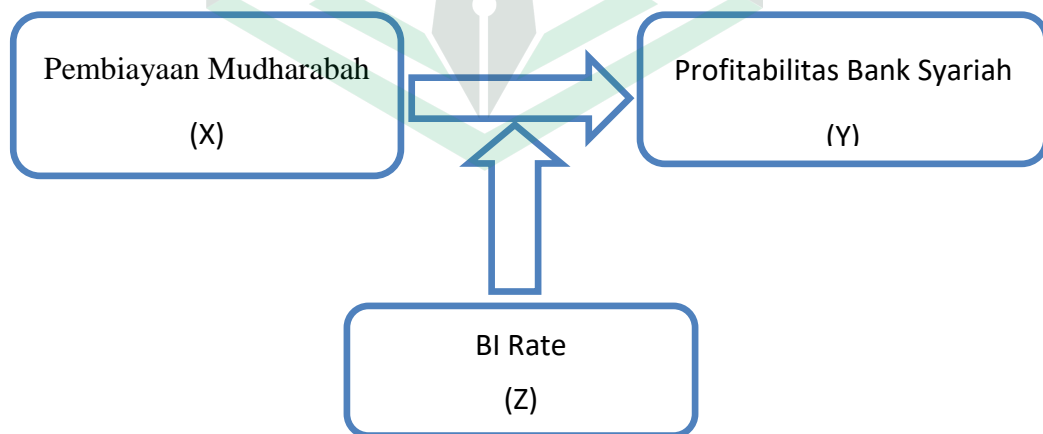 Pembiayaan Mudharabah
(X)
Profitabilitas Bank Syariah
(Y)
BI Rate
(Z)